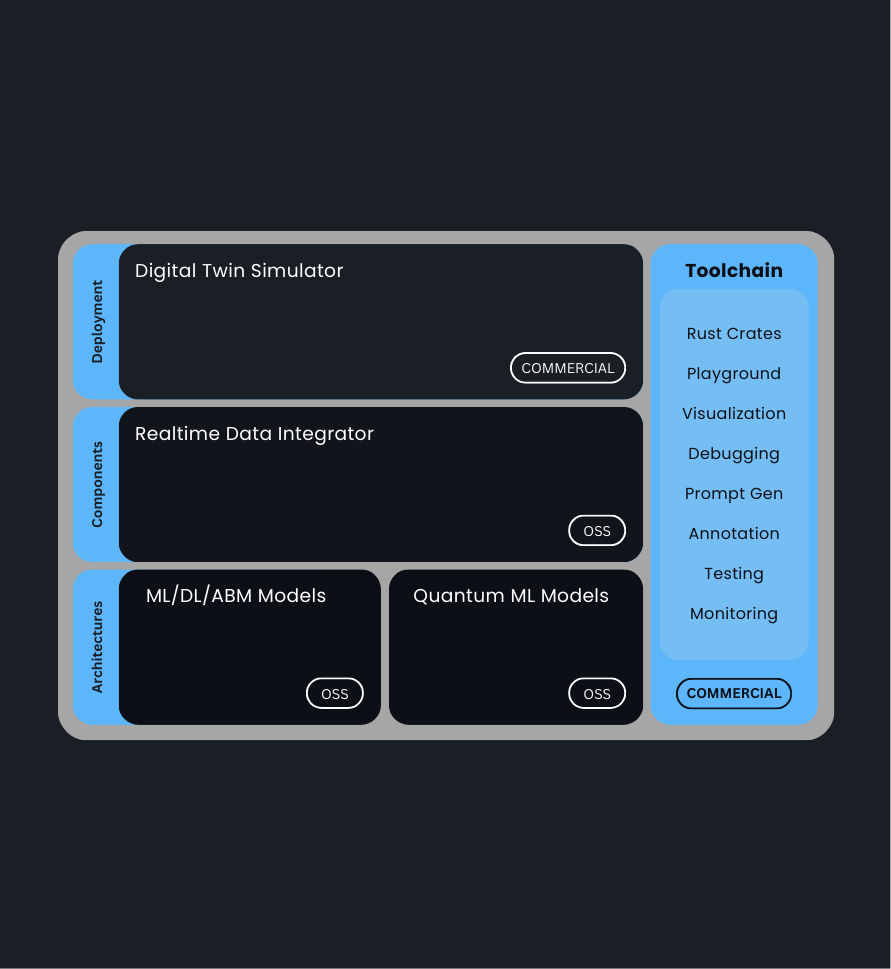 Deployment
Digital Twin Simulator
COMMERCIAL
Components
Realtime Data Integrator
OSS
Architectures
ML/DL/ABM Models
OSS
Quantum ML Models
OSS
Toolchain
Rust Crates
Playground
Visualization
Debugging
Prompt Gen
Annotation
Testing
Monitoring
COMMERCIAL